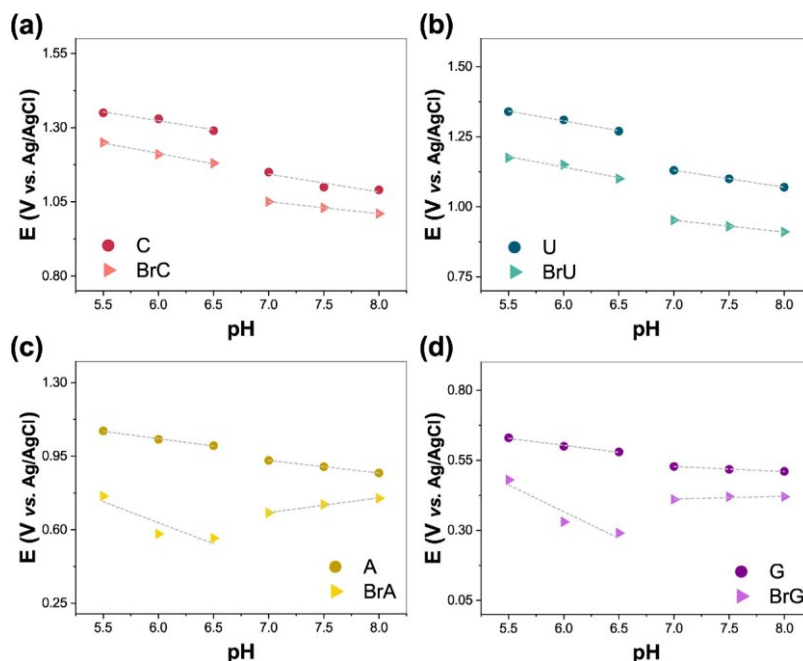 (a)
1.55
1.30
1.05
0.80
E (V vs. Ag/AgCl)
C
BrC
5.5 6.0 6.5 7.0 7.5 8.0
pH
(b)
1.50
1.25
1.00
0.75
E (V vs. Ag/AgCl)
U
BrU
5.5 6.0 6.5 7.0 7.5 8.0
pH
(c)
1.30
0.95
0.60
0.25
E (V vs. Ag/AgCl)
A
BrA
5.5 6.0 6.5 7.0 7.5 8.0
pH
(d)
0.80
0.55
0.30
0.05
E (V vs. Ag/AgCl)
G
BrG
5.5 6.0 6.5 7.0 7.5 8.0
pH